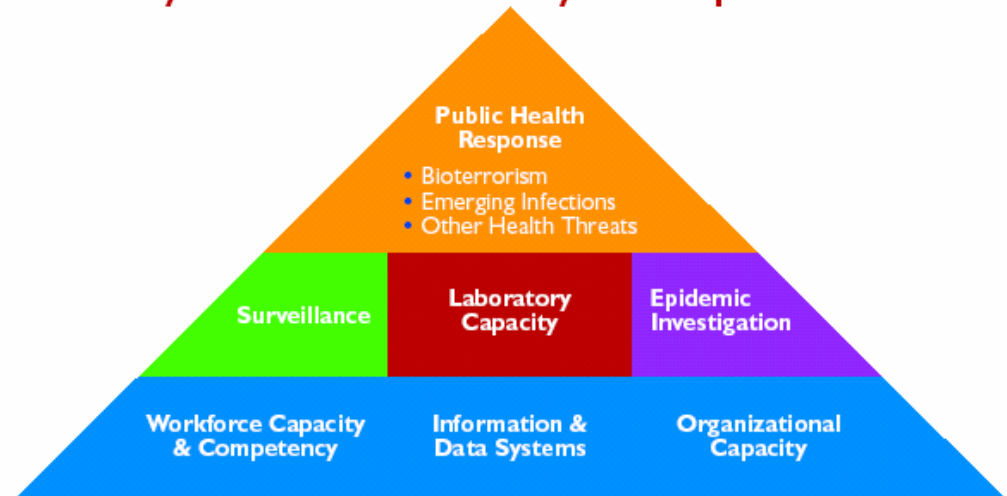 Public Health
Response
• Bioterrorism
• Emerging Infections
• Other Health Threats
Surveillance
Laboratory
Capacity
Epidemic
Investigation
Workforce Capacity
& Competency
Information &
Data Systems
Organizational
Capacity